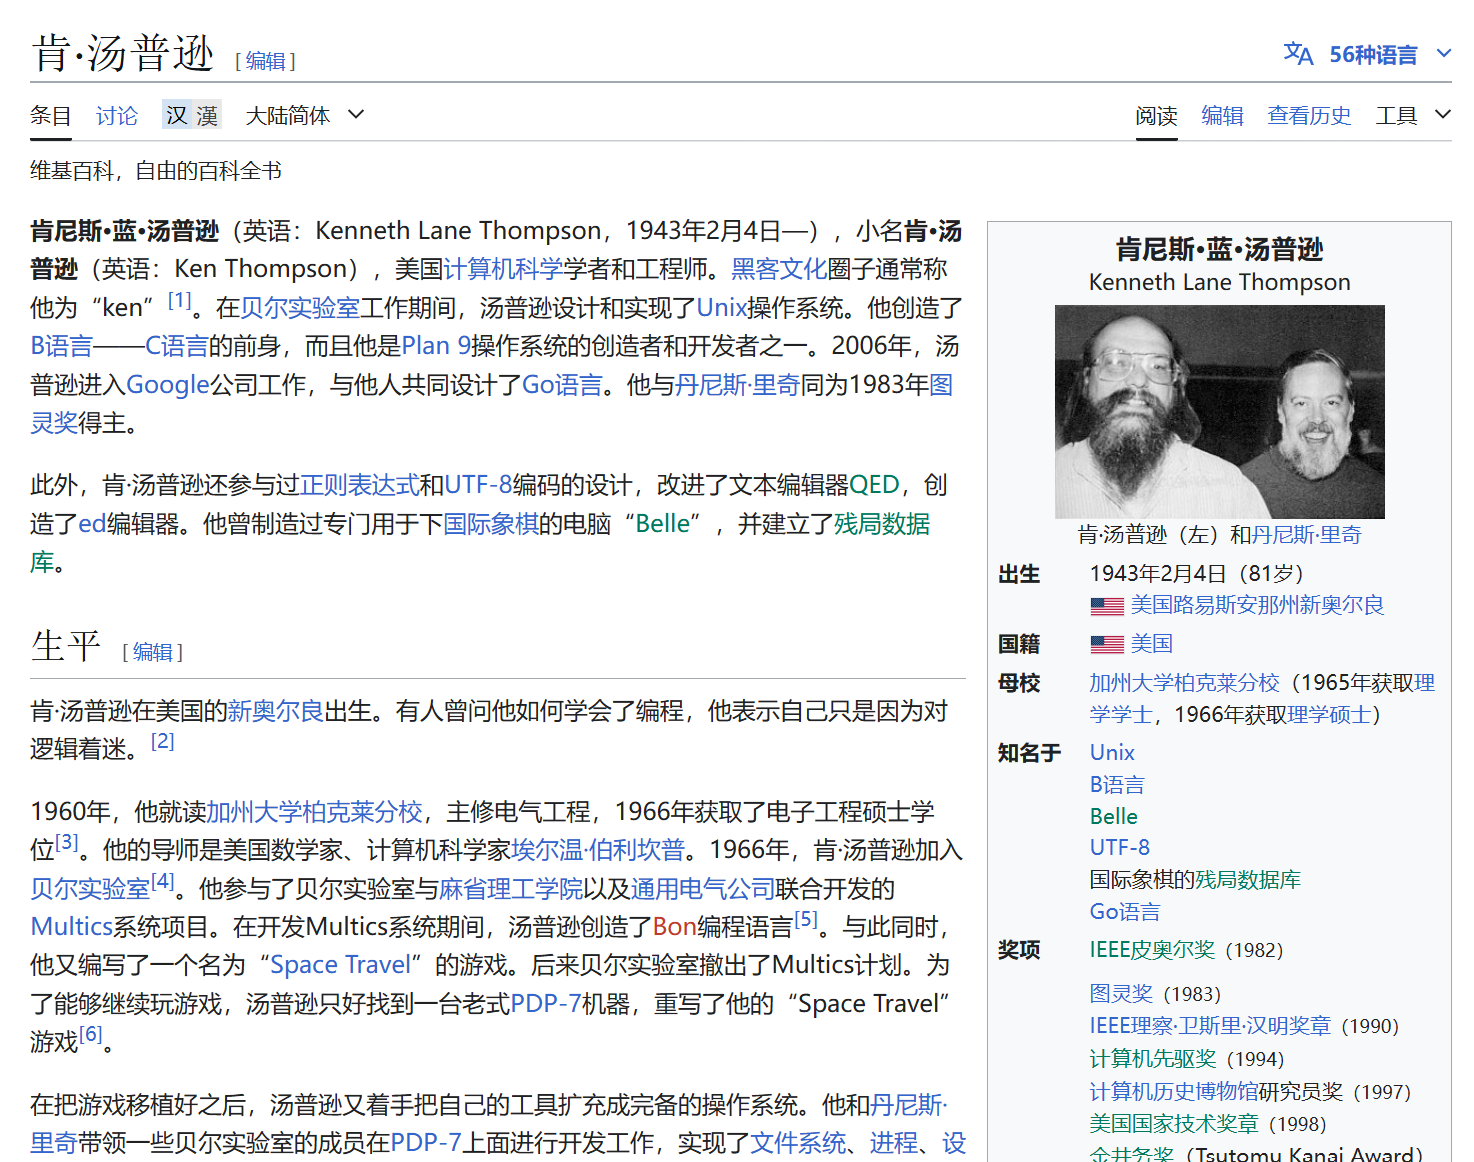 肯·汤普逊 [编辑]
文A 56种语言
条目 讨论 汉 漢 大陆简体
阅读 编辑 查看历史 工具
维基百科，自由的百科全书
肯尼斯·蓝·汤普逊（英语：Kenneth Lane Thompson，1943年2月4日—），小名肯·汤
普逊（英语：Ken Thompson），美国计算机科学学者和工程师。黑客文化圈子通常称
他为“ken”[1]。在贝尔实验室工作期间，汤普逊设计和实现了Unix操作系统。他创造了
B语言——C语言的前身，而且他是Plan 9操作系统的创造者和开发者之一。2006年，汤
普逊进入Google公司工作，与他人共同设计了Go语言。他与丹尼斯·里奇同为1983年图
灵奖得主。
此外，肯·汤普逊还参与过正则表达式和UTF-8编码的设计，改进了文本编辑器QED，创
造了ed编辑器。他曾制造过专门用于下国际象棋的电脑“Belle”，并建立了残局数据
库。
生平 [编辑]
肯·汤普逊在美国的新奥尔良出生。有人曾问他如何学会了编程，他表示自己只是因为对
逻辑着迷。[2]
1960年，他就读加州大学柏克莱分校，主修电气工程，1966年获取了电子工程硕士学
位[3]。他的导师是美国数学家、计算机科学家埃尔温·伯利坎普。1966年，肯·汤普逊加入
贝尔实验室[4]。他参与了贝尔实验室与麻省理工学院以及通用电气公司联合开发的
Multics系统项目。在开发Multics系统期间，汤普逊创造了Bon编程语言[5]。与此同时，
他又编写了一个名为“Space Travel”的游戏。后来贝尔实验室撤出了Multics计划。为
了能够继续玩游戏，汤普逊只好找到一台老式PDP-7机器，重写了他的“Space Travel”
游戏[6]。
在把游戏移植好之后，汤普逊又着手把自己的工具扩充成完备的操作系统。他和丹尼斯·
里奇带领一些贝尔实验室的成员在PDP-7上面进行开发工作，实现了文件系统、进程、设
肯尼斯·蓝·汤普逊
Kenneth Lane Thompson
肯·汤普逊（左）和丹尼斯·里奇
出生 1943年2月4日（81岁）
美国路易斯安那州新奥尔良
国籍 美国
母校 加州大学柏克莱分校（1965年获取理
学学士，1966年获取理学硕士）
知名于 Unix
B语言
Belle
UTF-8
国际象棋的残局数据库
Go语言
奖项 IEEE皮奥尔奖（1982）
图灵奖（1983）
IEEE理察·卫斯里·汉明奖章（1990）
计算机先驱奖（1994）
计算机历史博物馆研究员奖（1997）
美国国家技术奖章（1998）
金井务奖（Tsutomu Kanai Award）